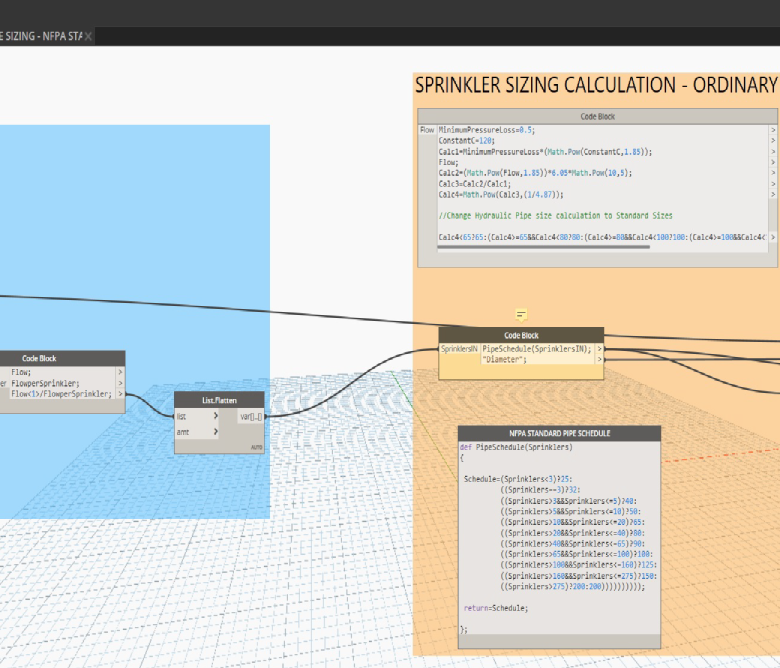 E SIZING - NFPA STA ×
SPRINKLER SIZING CALCULATION - ORDINARY
Code Block
Flow
MinimumPressureLoss=0.5;
ConstantC=120;
Calc1=MinimumPressureLoss*(Math.Pow(ConstantC,1.85));
Flow;
Calc2=(Math.Pow(Flow,1.85))*6.05*Math.Pow(10,5);
Calc3=Calc2/Calc1;
Calc4=Math.Pow(Calc3,(1/4.87));
//Change Hydraulic Pipe size calculation to Standard Sizes
Calc4<65?65:(Calc4>=65&&Calc4<80?80:(Calc4>=80&&Calc4<100?100:(Calc4>=100&&Calc4<
Code Block
Flow;
er FlowperSprinkler;
Flow<1>/FlowperSprinkler;
List.Flatten
list > var[]..[]
amt >
AUTO
Code Block
SprinklersIN PipeSchedule(SprinklersIN); >
"Diameter"; >
NFPA STANDARD PIPE SCHEDULE
def PipeSchedule(Sprinklers)
{
Schedule=(Sprinklers<3)?25:
((Sprinklers==3)?32:
((Sprinklers>3&&Sprinklers<=5)?40:
((Sprinklers>5&&Sprinklers<=10)?50:
((Sprinklers>10&&Sprinklers<=20)?65:
((Sprinklers>20&&Sprinklers<=40)?80:
((Sprinklers>40&&Sprinklers<=65)?90:
((Sprinklers>65&&Sprinklers<=100)?100:
((Sprinklers>100&&Sprinklers<=160)?125:
((Sprinklers>160&&Sprinklers<=275)?150:
((Sprinklers>275)?200:200))))))))));
return=Schedule;
};